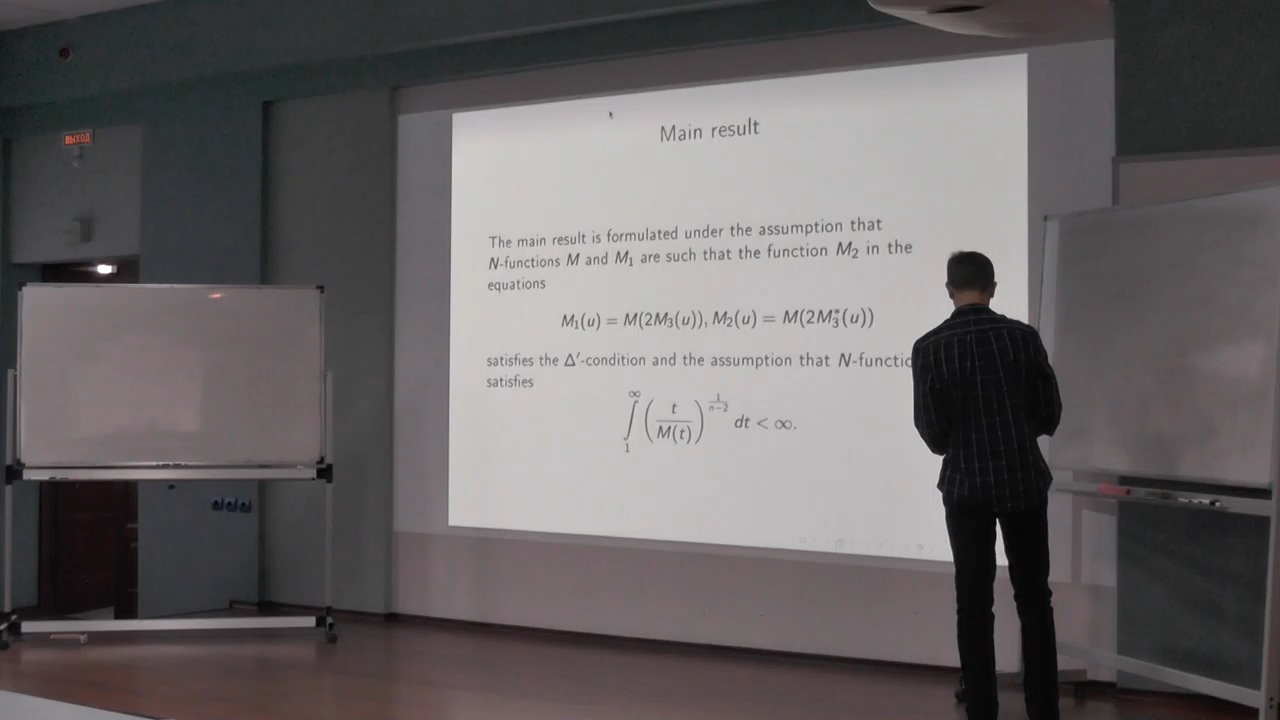 ВЫХОД
Main result
The main result is formulated under the assumption that
N-functions M and M₁ are such that the function M₂ in the
equations
M₁(u) = M(2M₃(u)), M₂(u) = M(2M₃*(u))
satisfies the Δ′-condition and the assumption that N-functio
satisfies
∫₁^∞ (t/M(t))^(1/(n−2)) dt < ∞.